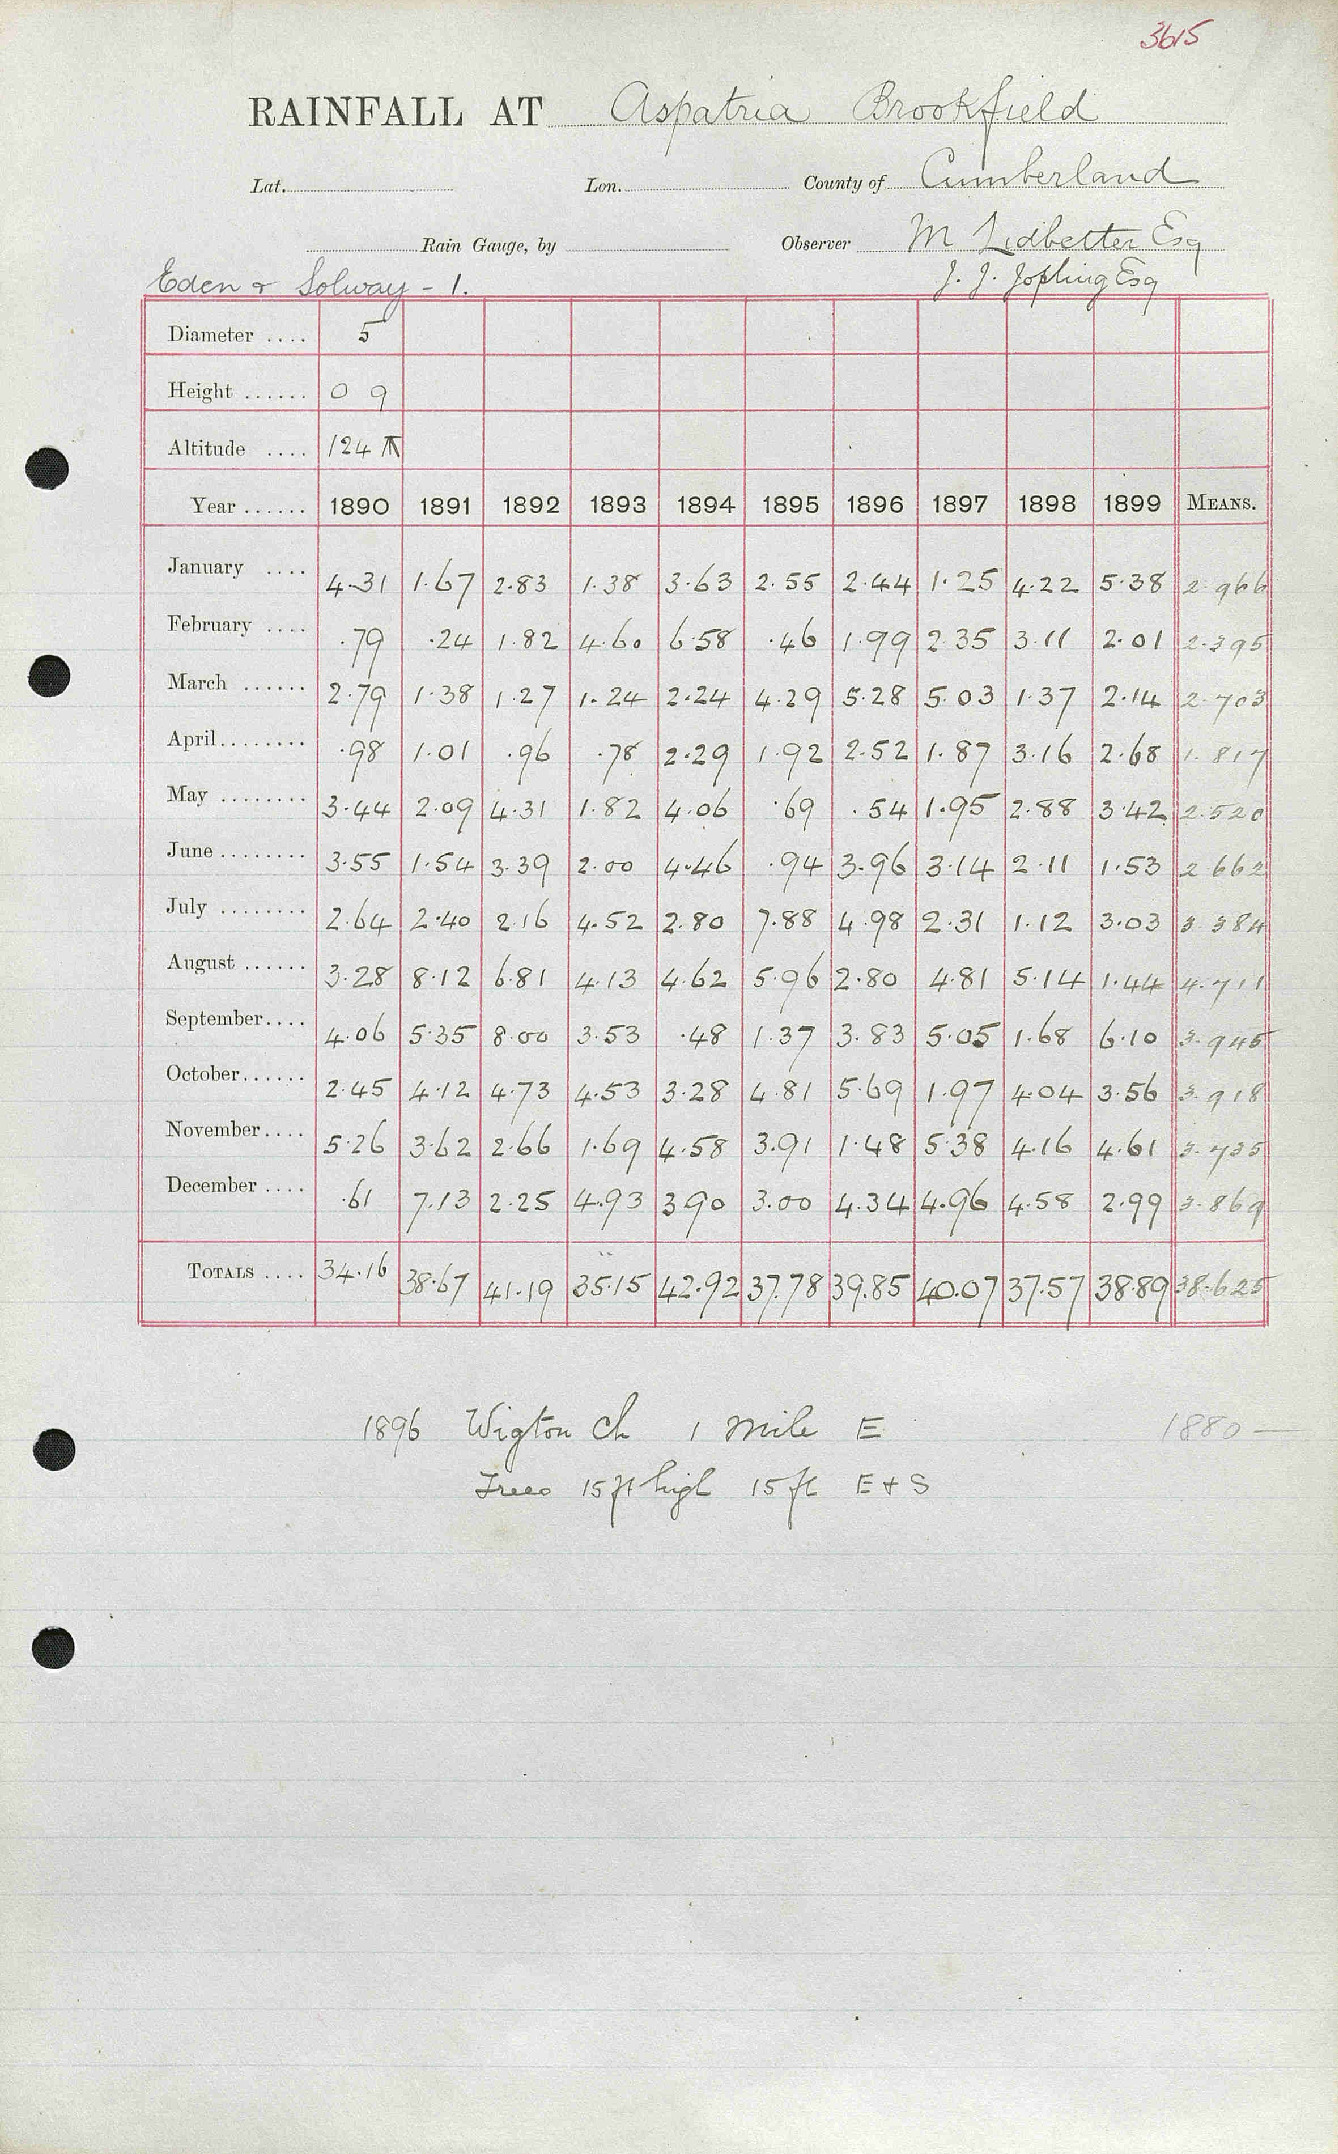 3615
RAINFALL AT Aspatria Brookfield
Lat. Lon. County of Cumberland
Rain Gauge, by Observer M Lidbetter Esq
Eden & Solway - 1. J. J. Jopling Esq
Diameter .... 5
Height ...... 0 9
Altitude .... 124
Year ...... 1890 1891 1892 1893 1894 1895 1896 1897 1898 1899 MEANS.
January .... 4.31 1.67 2.83 1.38 3.63 2.55 2.44 1.25 4.22 5.38 2.966
February .... .79 .24 1.82 4.60 6.58 .46 1.99 2.35 3.11 2.01 2.395
March ...... 2.79 1.38 1.27 1.24 2.24 4.29 5.28 5.03 1.37 2.14 2.703
April........ .98 1.01 .96 .78 2.29 1.92 2.52 1.87 3.16 2.68 1.817
May ........ 3.44 2.09 4.31 1.82 4.06 .69 .54 1.95 2.88 3.42 2.520
June ........ 3.55 1.54 3.39 2.00 4.46 .94 3.96 3.14 2.11 1.53 2.662
July ........ 2.64 2.40 2.16 4.52 2.80 7.88 4.98 2.31 1.12 3.03 3.384
August ...... 3.28 8.12 6.81 4.13 4.62 5.96 2.80 4.81 5.14 1.44 4.711
September.... 4.06 5.35 8.00 3.53 .48 1.37 3.83 5.05 1.68 6.10 3.945
October...... 2.45 4.12 4.73 4.53 3.28 4.81 5.69 1.97 4.04 3.56 3.918
November.... 5.26 3.62 2.66 1.69 4.58 3.91 1.48 5.38 4.16 4.61 3.735
December .... .61 7.13 2.25 4.93 3.90 3.00 4.34 4.96 4.58 2.99 3.869
TOTALS .... 34.16 38.67 41.19 35.15 42.92 37.78 39.85 40.07 37.57 38.89 38.625
1896 Wigton Ch 1 mile E 1880 —
Trees 15ft high 15 ft E + S